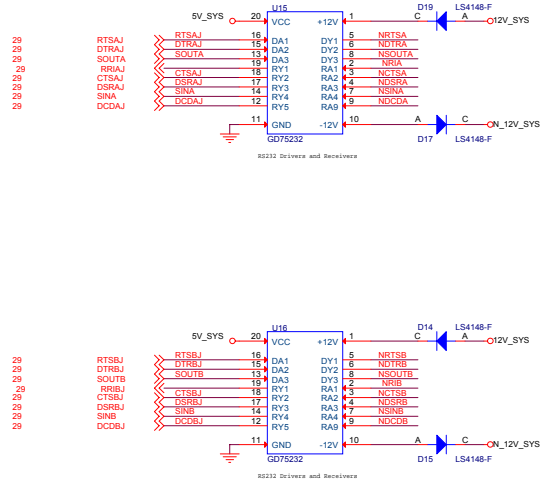 U15
D19 LS4148-F
5V_SYS 20 VCC +12V 1 C A 12V_SYS
29 RTSAJ RTSAJ 16 DA1 DY1 5 NRTSA
29 DTRAJ DTRAJ 15 DA2 DY2 6 NDTRA
29 SOUTA SOUTA 13 DA3 DY3 8 NSOUTA
29 RRIAJ 19 RY1 RA1 2 NRIA
29 CTSAJ CTSAJ 18 RY2 RA2 3 NCTSA
29 DSRAJ DSRAJ 17 RY3 RA3 4 NDSRA
29 SINA SINA 14 RY4 RA4 7 NSINA
29 DCDAJ DCDAJ 12 RY5 RA9 9 NDCDA
11 GND -12V 10 A C N_12V_SYS
GD75232 D17 LS4148-F
RS232 Drivers and Receivers
U16
D14 LS4148-F
5V_SYS 20 VCC +12V 1 C A 12V_SYS
29 RTSBJ RTSBJ 16 DA1 DY1 5 NRTSB
29 DTRBJ DTRBJ 15 DA2 DY2 6 NDTRB
29 SOUTB SOUTB 13 DA3 DY3 8 NSOUTB
29 RRIBJ 19 RY1 RA1 2 NRIB
29 CTSBJ CTSBJ 18 RY2 RA2 3 NCTSB
29 DSRBJ DSRBJ 17 RY3 RA3 4 NDSRB
29 SINB SINB 14 RY4 RA4 7 NSINB
29 DCDBJ DCDBJ 12 RY5 RA9 9 NDCDB
11 GND -12V 10 A C N_12V_SYS
GD75232 D15 LS4148-F
RS232 Drivers and Receivers